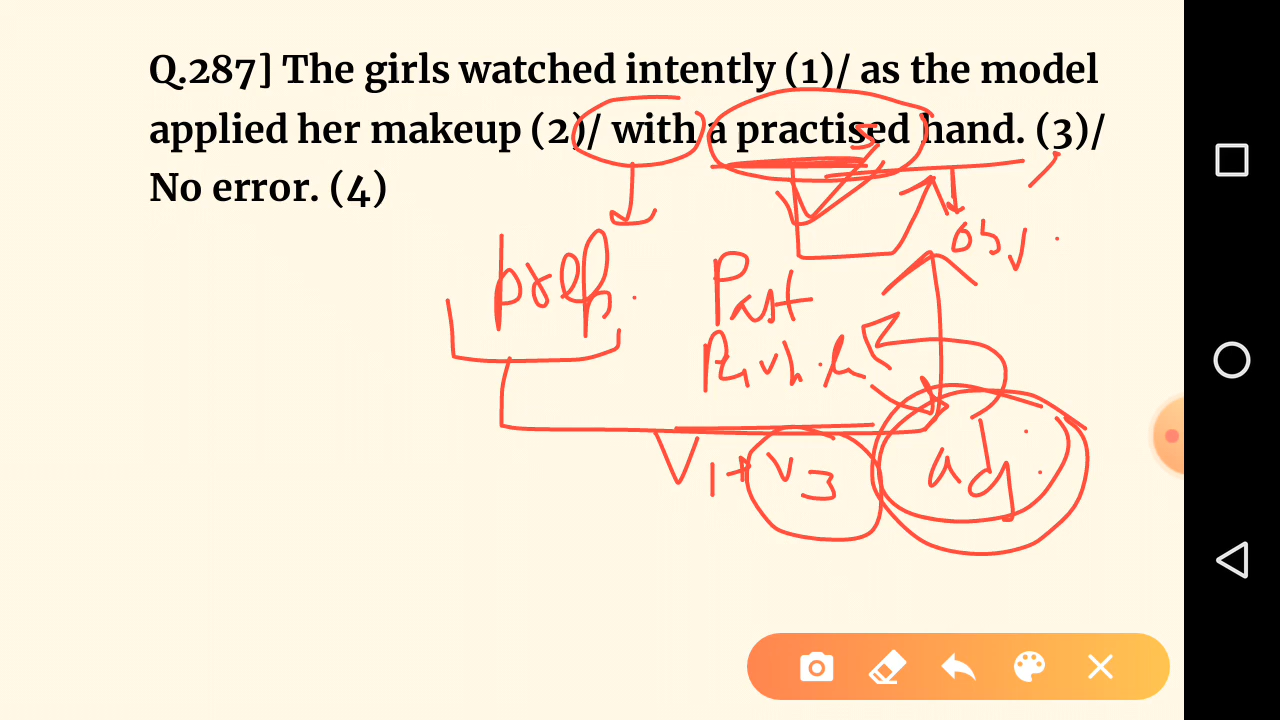 Q.287] The girls watched intently (1)/ as the model
applied her makeup (2)/ with a practised hand. (3)/
No error. (4)
obj.
prep.
Past
V1+ V3
adj.